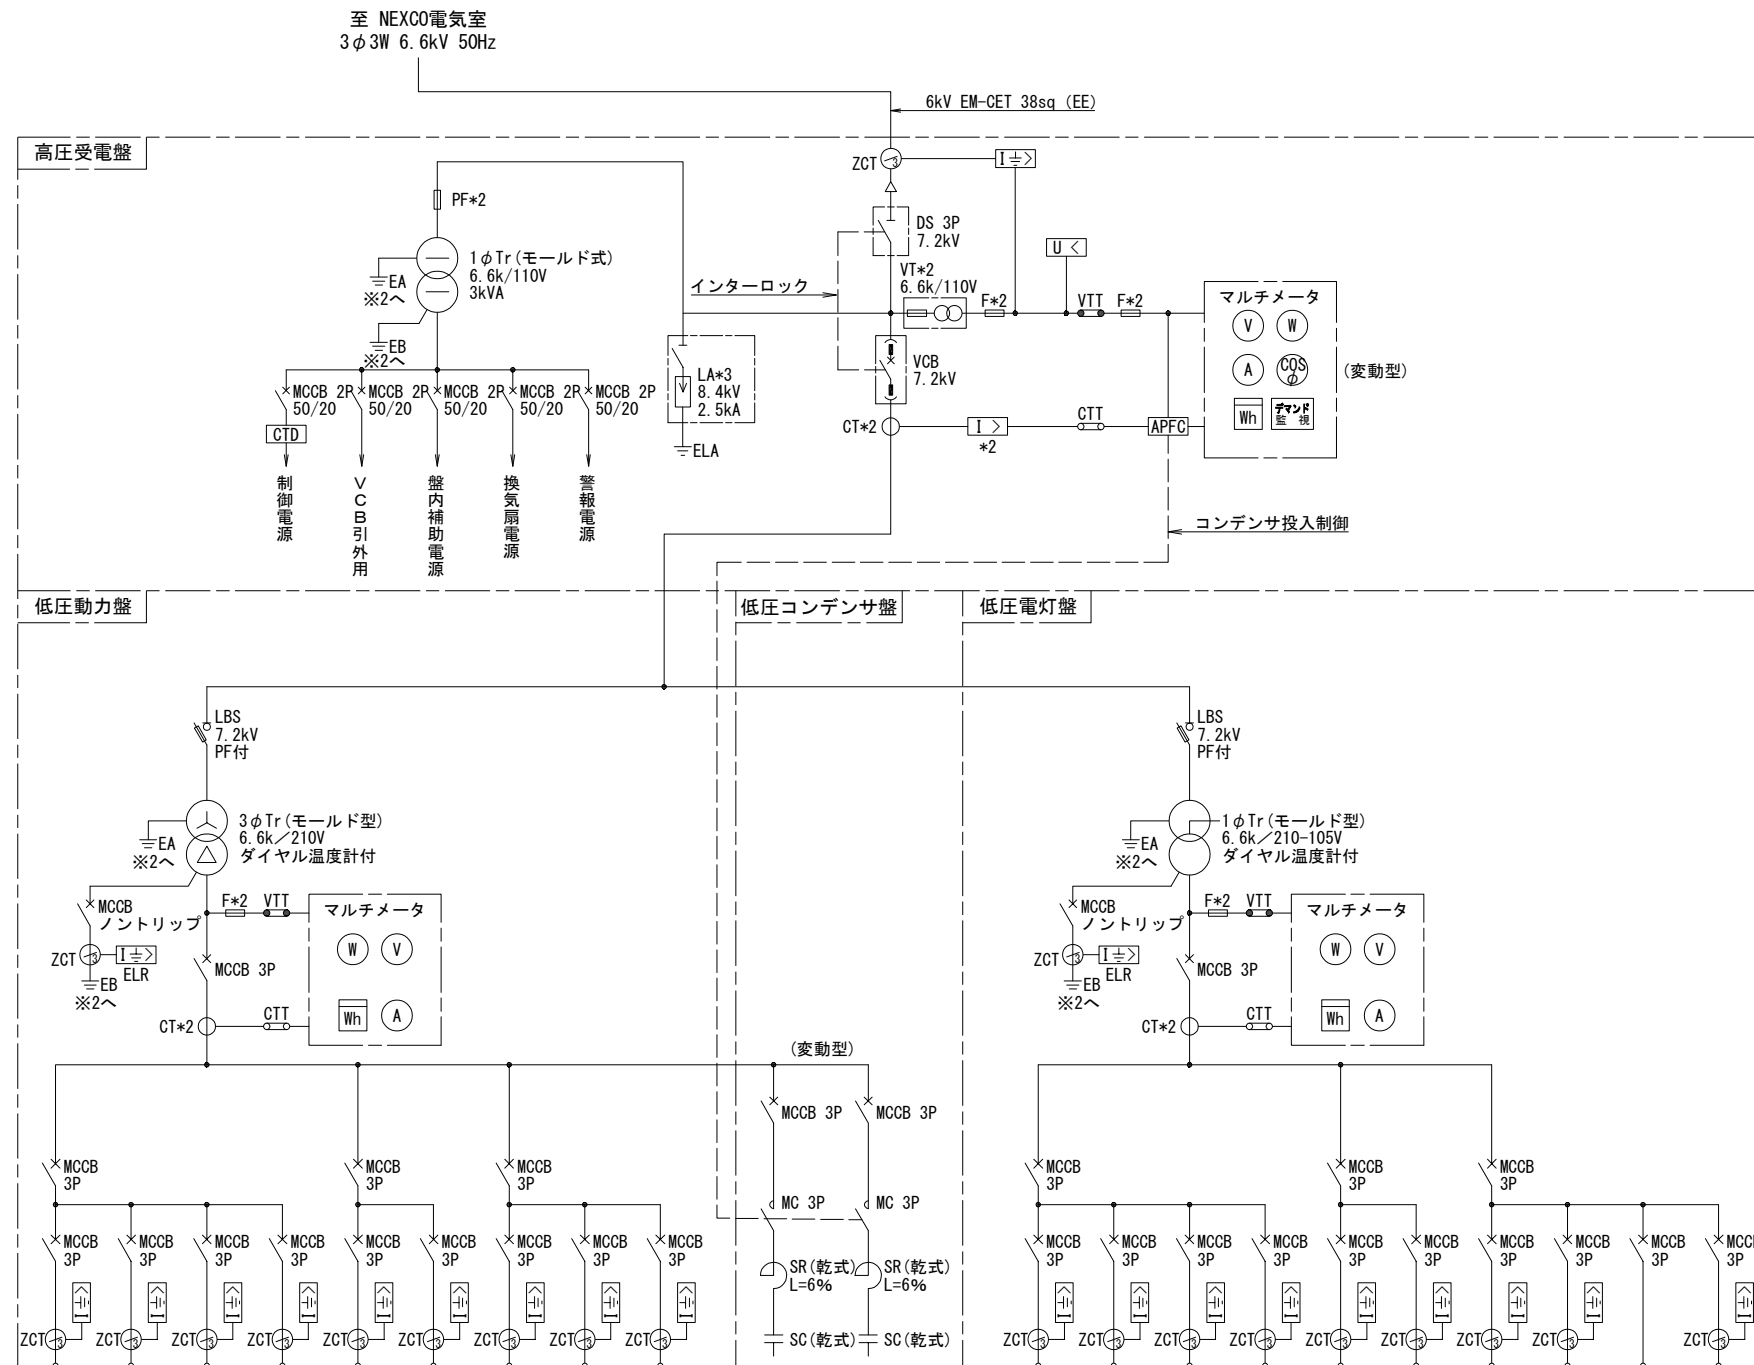 至 NEXCO電気室
3φ3W 6.6kV 50Hz
6kV EM-CET 38sq (EE)
高圧受電盤
ZCT
I
PF*2
DS 3P
7.2kV
U <
1φTr(モールド式)
6.6k/110V
3kVA
EA
※2へ
EB
※2へ
インターロック
VT*2
6.6k/110V
F*2
VTT
F*2
マルチメータ
V
W
A
COS
φ
Wh
デマンド
監 視
(変動型)
VCB
7.2kV
LA*3
8.4kV
2.5kA
ELA
MCCB 2P
50/20
MCCB 2P
50/20
MCCB 2P
50/20
MCCB 2P
50/20
MCCB 2P
50/20
CTD
CT*2
I >
*2
CTT
APFC
制御電源
VCB引外用
盤内補助電源
換気扇電源
警報電源
コンデンサ投入制御
低圧動力盤
低圧コンデンサ盤
低圧電灯盤
LBS
7.2kV
PF付
LBS
7.2kV
PF付
3φTr(モールド型)
6.6k/210V
ダイヤル温度計付
EA
※2へ
1φTr(モールド型)
6.6k/210-105V
ダイヤル温度計付
EA
※2へ
MCCB
ノントリップ
F*2
VTT
マルチメータ
W
V
Wh
A
ZCT
I
ELR
EB
※2へ
MCCB 3P
CT*2
CTT
MCCB
ノントリップ
F*2
VTT
マルチメータ
W
V
Wh
A
ZCT
I
ELR
EB
※2へ
MCCB 3P
CT*2
CTT
(変動型)
MCCB 3P
MCCB 3P
MCCB
3P
MCCB
3P
MCCB
3P
MCCB
3P
MCCB
3P
MCCB
3P
MC 3P
MC 3P
MCCB
3P
MCCB
3P
MCCB
3P
MCCB
3P
MCCB
3P
MCCB
3P
MCCB
3P
MCCB
3P
MCCB
3P
SR(乾式)
L=6%
SR(乾式)
L=6%
MCCB
3P
MCCB
3P
MCCB
3P
MCCB
3P
MCCB
3P
MCCB
3P
MCCB
3P
MCCB
3P
MCCB
3P
3P
ZCT
ZCT
ZCT
ZCT
ZCT
ZCT
ZCT
ZCT
ZCT
SC(乾式)
SC(乾式)
ZCT
ZCT
ZCT
ZCT
ZCT
ZCT
ZCT
ZCT
ZCT